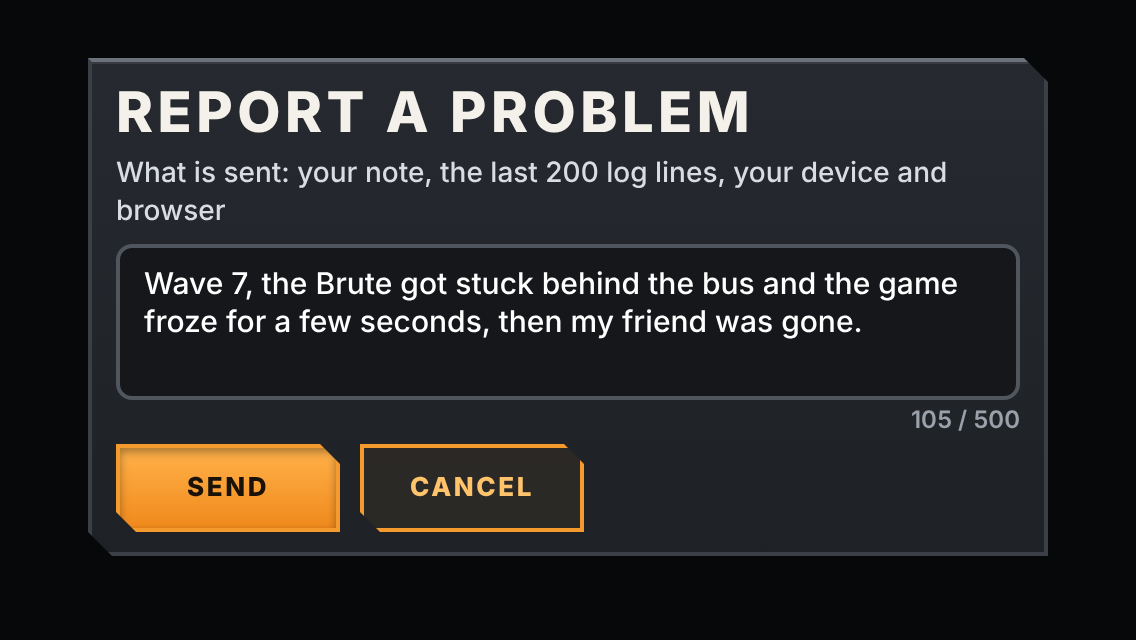 REPORT A PROBLEM
What is sent: your note, the last 200 log lines, your device and
browser
Wave 7, the Brute got stuck behind the bus and the game
froze for a few seconds, then my friend was gone.
105 / 500
SEND
CANCEL